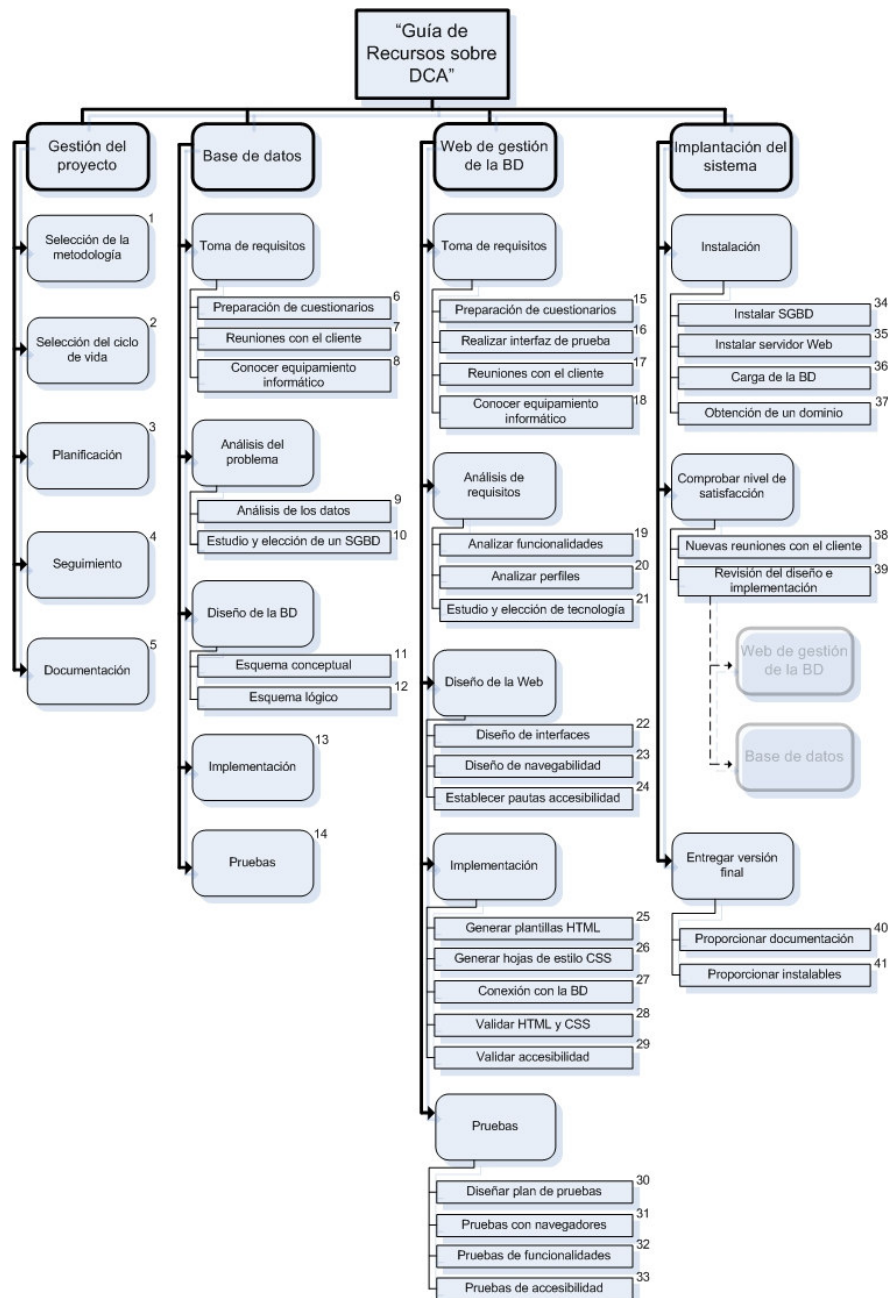 “Guía de
Recursos sobre
DCA”
Gestión del
proyecto
1
Selección de la
metodología
2
Selección del ciclo
de vida
3
Planificación
4
Seguimiento
5
Documentación
Base de datos
Toma de requisitos
6
Preparación de cuestionarios
7
Reuniones con el cliente
8
Conocer equipamiento
informático
Análisis del
problema
9
Análisis de los datos
10
Estudio y elección de un SGBD
Diseño de la BD
11
Esquema conceptual
12
Esquema lógico
13
Implementación
14
Pruebas
Web de gestión
de la BD
Toma de requisitos
15
Preparación de cuestionarios
16
Realizar interfaz de prueba
17
Reuniones con el cliente
18
Conocer equipamiento
informático
Análisis de
requisitos
19
Analizar funcionalidades
20
Analizar perfiles
21
Estudio y elección de tecnología
Diseño de la Web
22
Diseño de interfaces
23
Diseño de navegabilidad
24
Establecer pautas accesibilidad
Implementación
25
Generar plantillas HTML
26
Generar hojas de estilo CSS
27
Conexión con la BD
28
Validar HTML y CSS
29
Validar accesibilidad
Pruebas
30
Diseñar plan de pruebas
31
Pruebas con navegadores
32
Pruebas de funcionalidades
33
Pruebas de accesibilidad
Implantación del
sistema
Instalación
34
Instalar SGBD
35
Instalar servidor Web
36
Carga de la BD
37
Obtención de un dominio
Comprobar nivel de
satisfacción
38
Nuevas reuniones con el cliente
39
Revisión del diseño e
implementación
Web de gestión
de la BD
Base de datos
Entregar versión
final
40
Proporcionar documentación
41
Proporcionar instalables